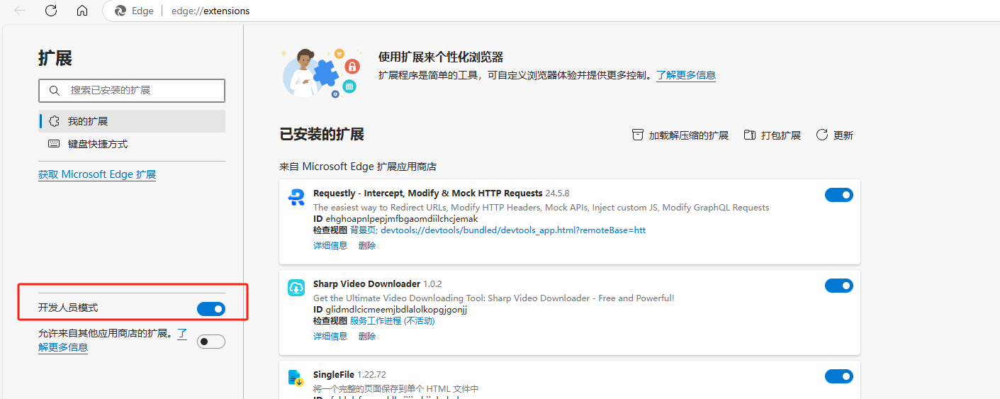 Edge
edge://extensions
扩展
搜索已安装的扩展
我的扩展
键盘快捷方式
获取 Microsoft Edge 扩展
开发人员模式
允许来自其他应用商店的扩展。了
解更多信息
使用扩展来个性化浏览器
扩展程序是简单的工具，可自定义浏览器体验并提供更多控制。了解更多信息
已安装的扩展
加载解压缩的扩展
打包扩展
更新
来自 Microsoft Edge 扩展应用商店
Requestly - Intercept, Modify & Mock HTTP Requests 24.5.8
The easiest way to Redirect URLs, Modify HTTP Headers, Mock APIs, Inject custom JS, Modify GraphQL Requests
ID ehghoapnlpepjmfbgaomdiilchcjemak
检查视图 背景页; devtools://devtools/bundled/devtools_app.html?remoteBase=htt
详细信息 删除
Sharp Video Downloader 1.0.2
Get the Ultimate Video Downloading Tool: Sharp Video Downloader - Free and Powerful!
ID glidmdlcicmeemjbdlalolkopgjgonjj
检查视图 服务工作进程 (不活动)
详细信息 删除
SingleFile 1.22.72
将一个完整的页面保存到单个 HTML 文件中
ID